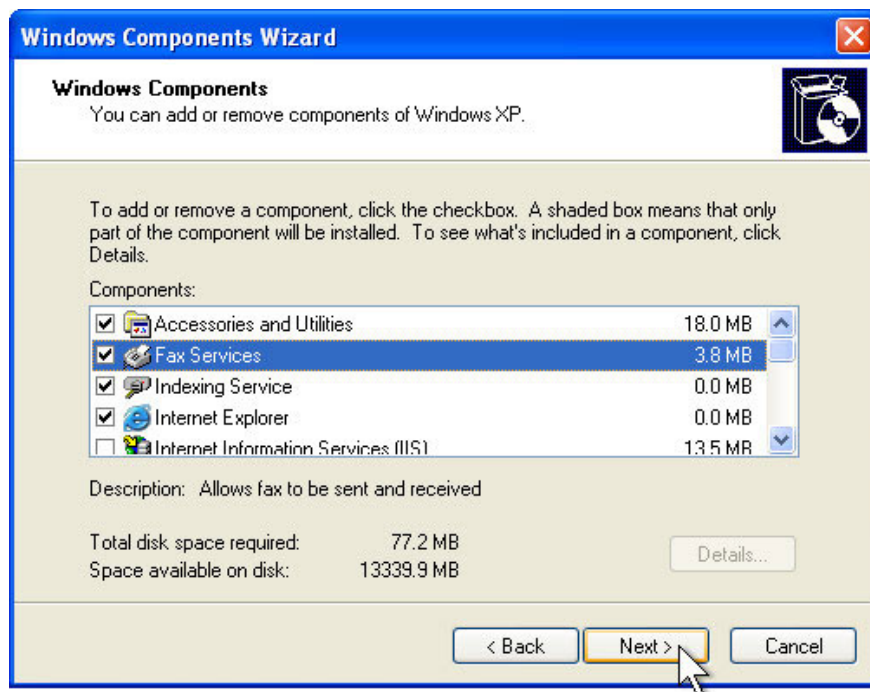 Windows Components Wizard
Windows Components
You can add or remove components of Windows XP.
To add or remove a component, click the checkbox. A shaded box means that only
part of the component will be installed. To see what's included in a component, click
Details.
Components:
Accessories and Utilities 18.0 MB
Fax Services 3.8 MB
Indexing Service 0.0 MB
Internet Explorer 0.0 MB
Internet Information Services (IIS) 13.5 MB
Description: Allows fax to be sent and received
Total disk space required: 77.2 MB
Space available on disk: 13339.9 MB
Details...
< Back Next > Cancel